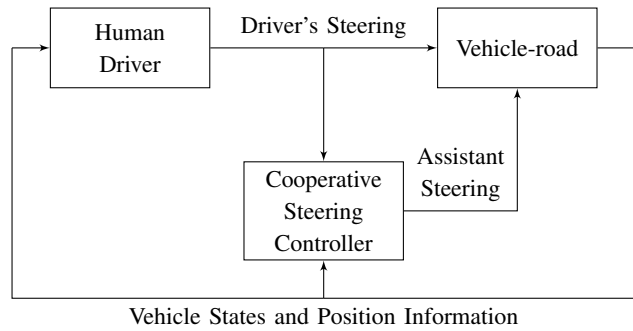 Human
Driver
Driver's Steering
Vehicle-road
Cooperative
Steering
Controller
Assistant
Steering
Vehicle States and Position Information